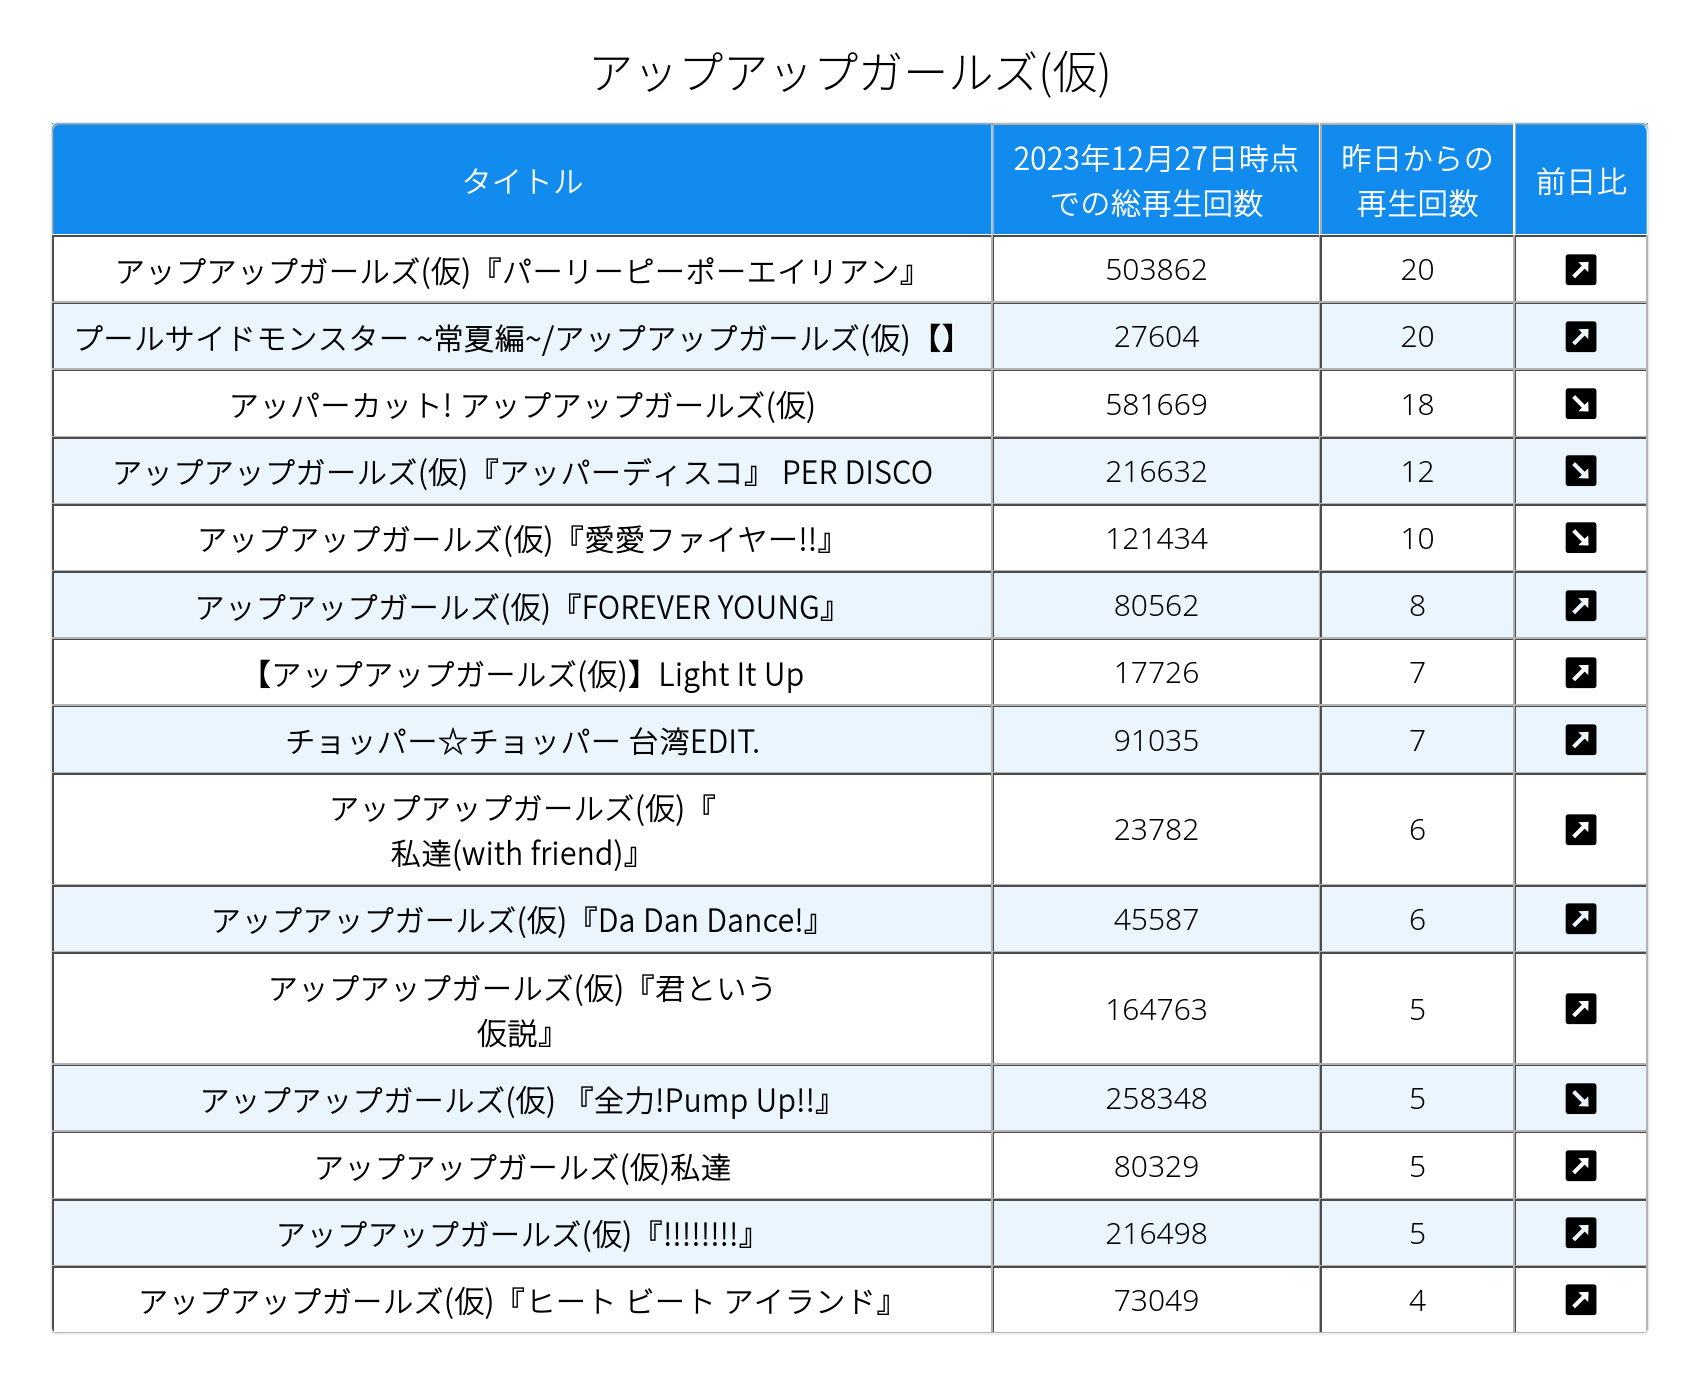 アップアップガールズ(仮)
タイトル
2023年12月27日時点
での総再生回数
昨日からの
再生回数
前日比
アップアップガールズ(仮)『パーリーピーポーエイリアン』 503862 20
プールサイドモンスター ~常夏編~/アップアップガールズ(仮)【】 27604 20
アッパーカット! アップアップガールズ(仮) 581669 18
アップアップガールズ(仮)『アッパーディスコ』 PER DISCO 216632 12
アップアップガールズ(仮)『愛愛ファイヤー!!』 121434 10
アップアップガールズ(仮)『FOREVER YOUNG』 80562 8
【アップアップガールズ(仮)】Light It Up 17726 7
チョッパー☆チョッパー 台湾EDIT. 91035 7
アップアップガールズ(仮)『
私達(with friend)』 23782 6
アップアップガールズ(仮)『Da Dan Dance!』 45587 6
アップアップガールズ(仮)『君という
仮説』 164763 5
アップアップガールズ(仮) 『全力!Pump Up!!』 258348 5
アップアップガールズ(仮)私達 80329 5
アップアップガールズ(仮)『!!!!!!!!』 216498 5
アップアップガールズ(仮)『ヒート ビート アイランド』 73049 4